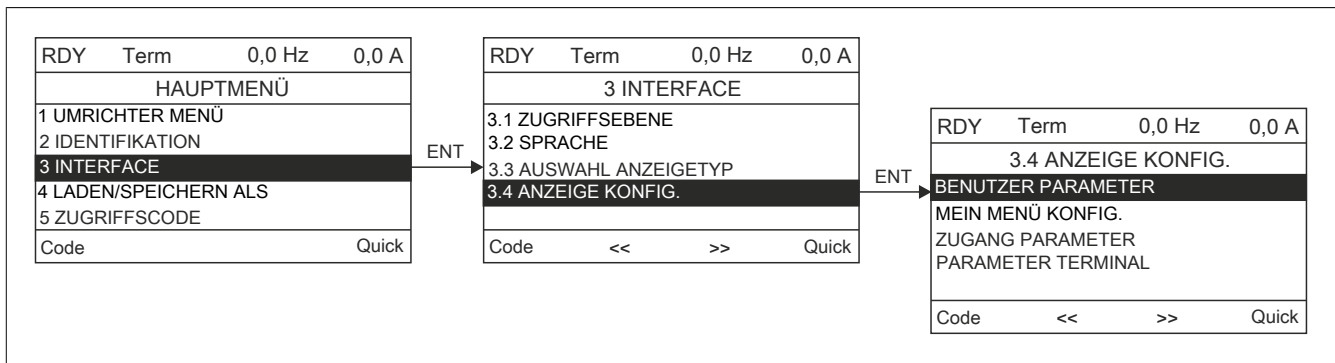 RDY Term 0,0 Hz 0,0 A
HAUPTMENÜ
1 UMRICHTER MENÜ
2 IDENTIFIKATION
3 INTERFACE
4 LADEN/SPEICHERN ALS
5 ZUGRIFFSCODE
Code Quick
ENT
RDY Term 0,0 Hz 0,0 A
3 INTERFACE
3.1 ZUGRIFFSEBENE
3.2 SPRACHE
3.3 AUSWAHL ANZEIGETYP
3.4 ANZEIGE KONFIG.
Code << >> Quick
ENT
RDY Term 0,0 Hz 0,0 A
3.4 ANZEIGE KONFIG.
BENUTZER PARAMETER
MEIN MENÜ KONFIG.
ZUGANG PARAMETER
PARAMETER TERMINAL
Code << >> Quick